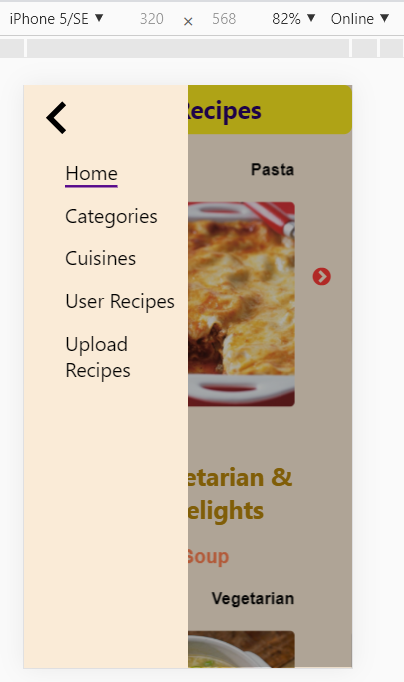 iPhone 5/SE ▼ 320 × 568 82% ▼ Online ▼
Recipes
Home
Categories
Cuisines
User Recipes
Upload
Recipes
Pasta
etarian &
elights
Soup
Vegetarian